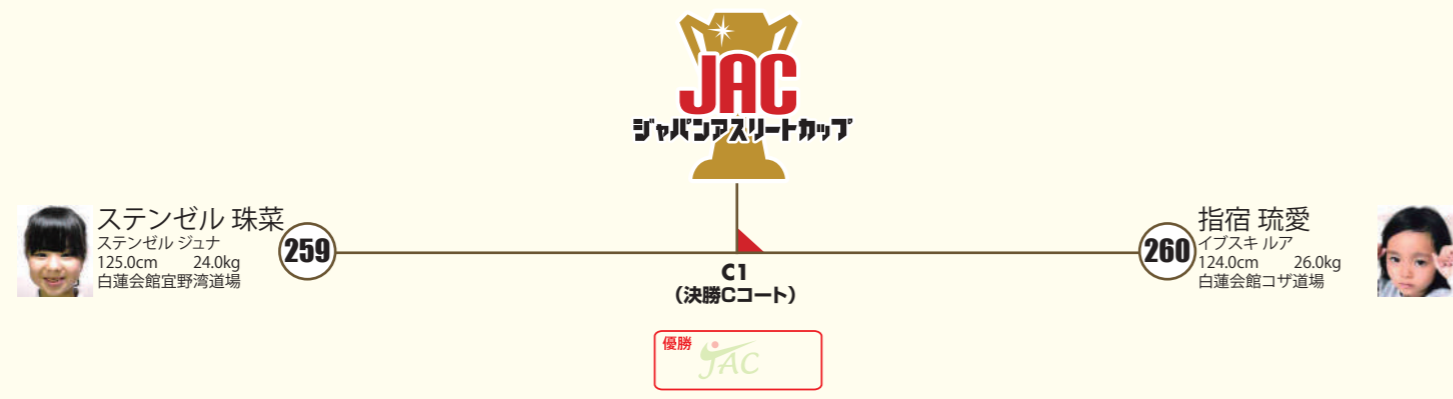 JAC
ジャパンアスリートカップ
ステンゼル 珠菜
ステンゼル ジュナ
125.0cm 24.0kg
白蓮会館宜野湾道場
259
260
指宿 琉愛
イブスキ ルア
124.0cm 26.0kg
白蓮会館コザ道場
C1
(決勝Cコート)
優勝
JAC